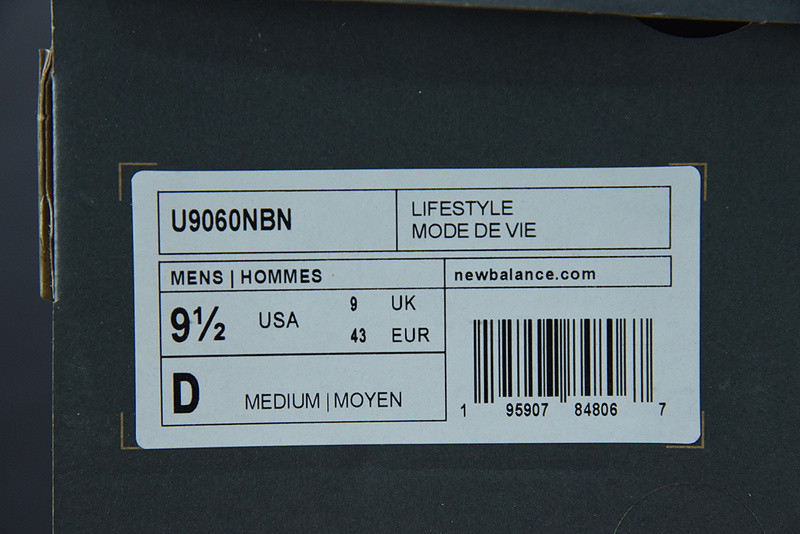 U9060NBN
LIFESTYLE
MODE DE VIE
MENS | HOMMES
newbalance.com
9½ USA
9 UK
43 EUR
D MEDIUM | MOYEN
1 95907 84806 7